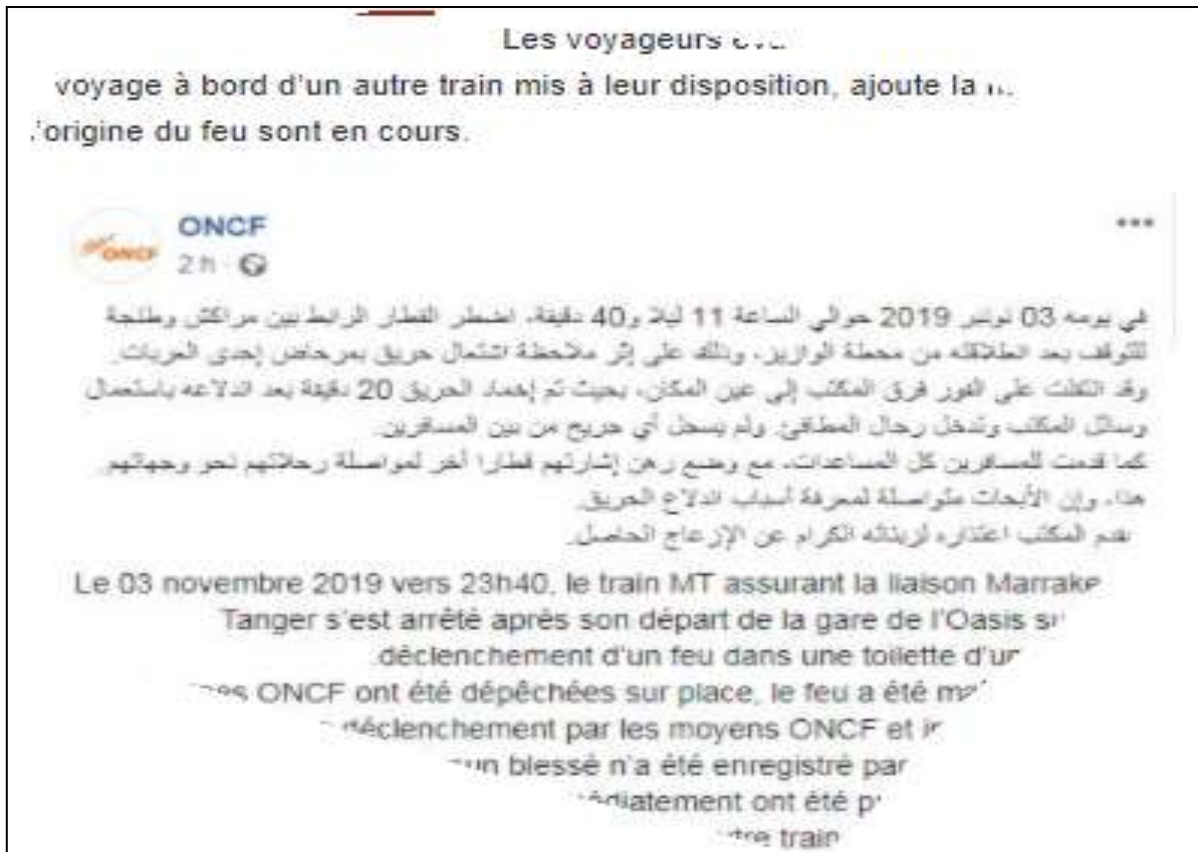 Les voyageurs
voyage à bord d'un autre train mis à leur disposition, ajoute la
l'origine du feu sont en cours.
ONCF
ONCF
2 h
في يومه 03 نونبر 2019 حوالي الساعة 11 ليلا و40 دقيقة، اضطر القطار الرابط بين مراكش وطنجة
للتوقف بعد انطلاقه من محطة الوازيز، وذلك على إثر ملاحظة اشتعال حريق بمرحاض إحدى العربات.
وقد انتقلت على الفور فرق المكتب إلى عين المكان، بحيث تم إخماد الحريق 20 دقيقة بعد اندلاعه باستعمال
وسائل المكتب وتدخل رجال المطافئ. ولم يسجل أي جريح من بين المسافرين.
كما قدمت للمسافرين كل المساعدات، مع وضع رهن إشارتهم قطارا أخر لمواصلة رحلاتهم نحو وجهاتهم.
هذا، وإن الأبحاث متواصلة لمعرفة أسباب اندلاع الحريق.
يقدم المكتب اعتذاره لزبنائه الكرام عن الإزعاج الحاصل.
Le 03 novembre 2019 vers 23h40, le train MT assurant la liaison
Tanger s'est arrêté après son départ de la gare de l'Oasis
déclenchement d'un feu dans une toilette
ONCF ont été dépêchées sur place, le feu a été
déclenchement par les moyens ONCF et
blessé n'a été enregistré
ont été
train